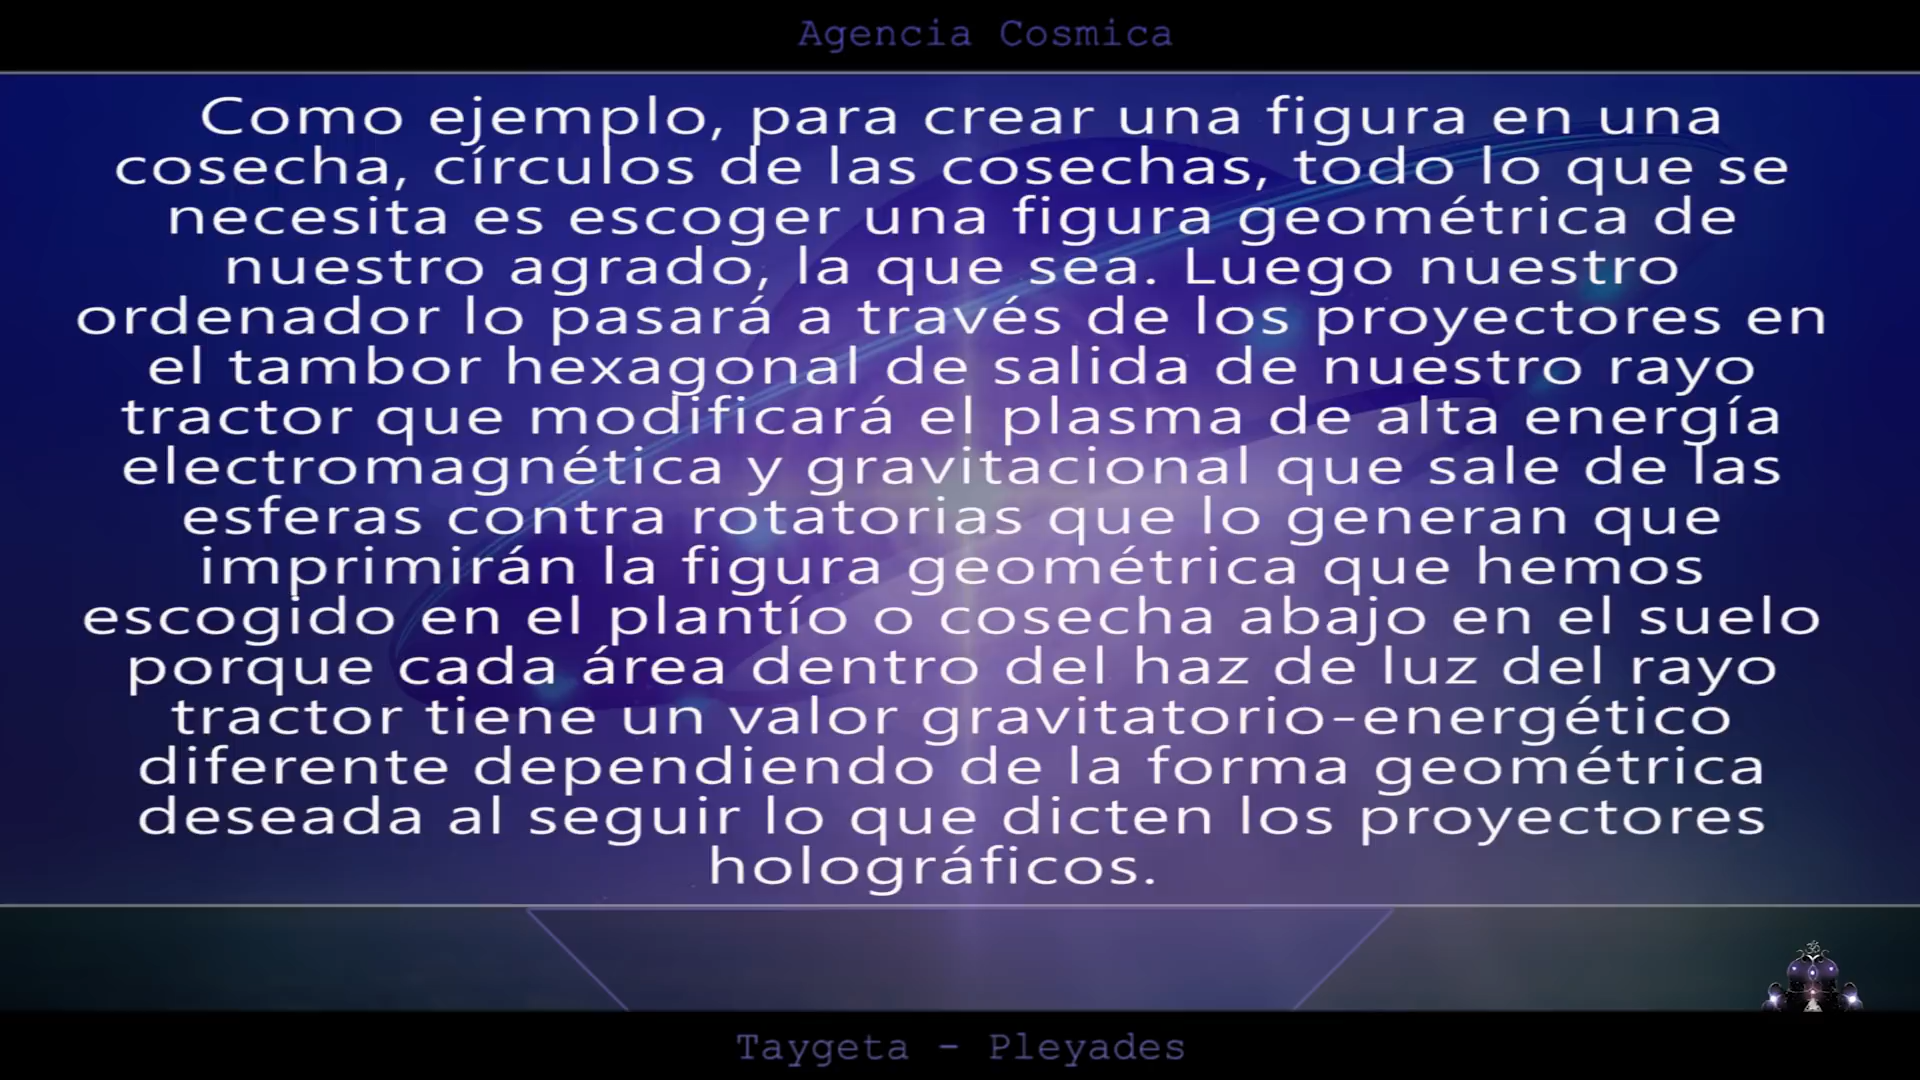 Agencia Cosmica
Como ejemplo, para crear una figura en una
cosecha, círculos de las cosechas, todo lo que se
necesita es escoger una figura geométrica de
nuestro agrado, la que sea. Luego nuestro
ordenador lo pasará a través de los proyectores en
el tambor hexagonal de salida de nuestro rayo
tractor que modificará el plasma de alta energía
electromagnética y gravitacional que sale de las
esferas contra rotatorias que lo generan que
imprimirán la figura geométrica que hemos
escogido en el plantío o cosecha abajo en el suelo
porque cada área dentro del haz de luz del rayo
tractor tiene un valor gravitatorio-energético
diferente dependiendo de la forma geométrica
deseada al seguir lo que dicten los proyectores
holográficos.
ॐ
Taygeta - Pleyades